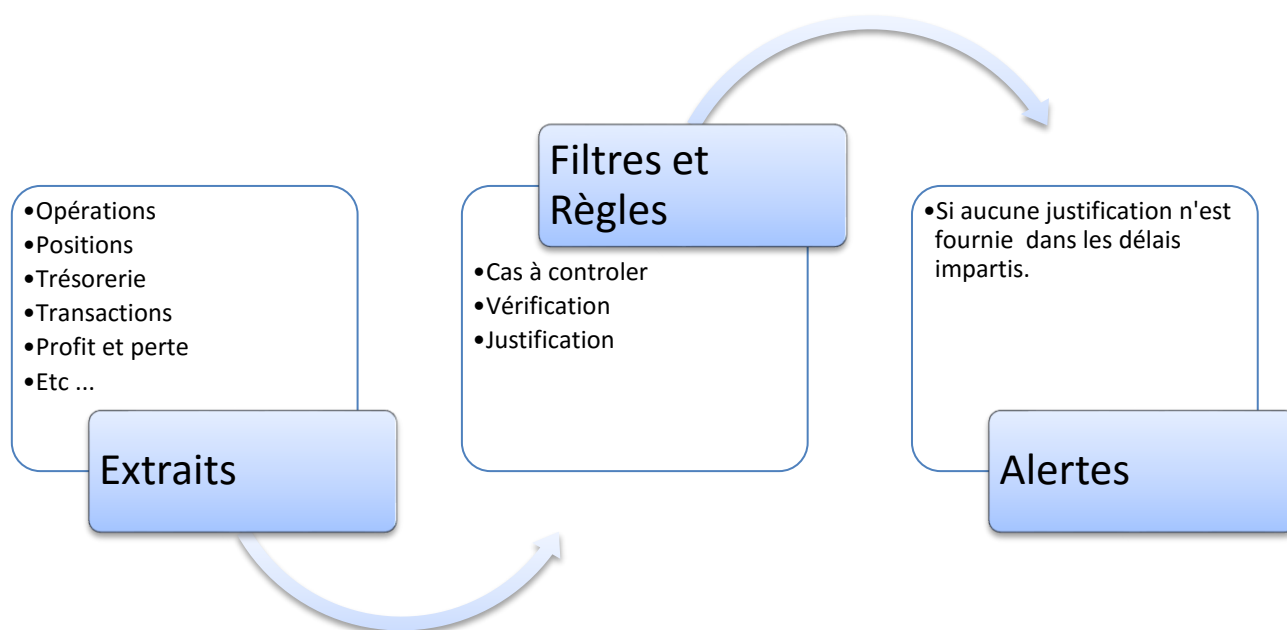 •Opérations
•Positions
•Trésorerie
•Transactions
•Profit et perte
•Etc ...
Extraits
Filtres et
Règles
•Cas à controler
•Vérification
•Justification
•Si aucune justification n'est
fournie dans les délais
impartis.
Alertes